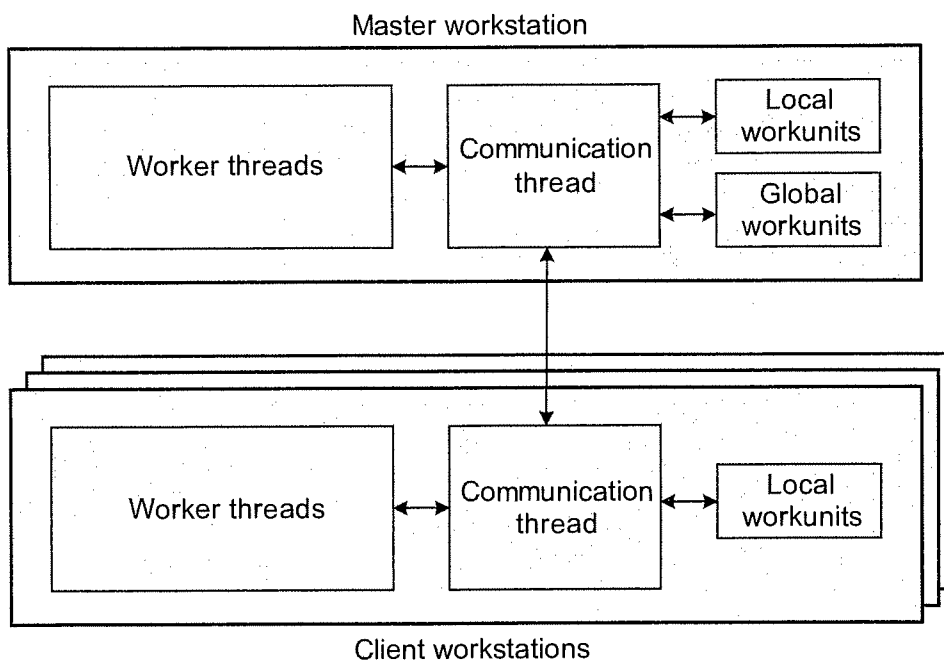 Master workstation
Worker threads
Communication
thread
Local
workunits
Global
workunits
Worker threads
Communication
thread
Local
workunits
Client workstations